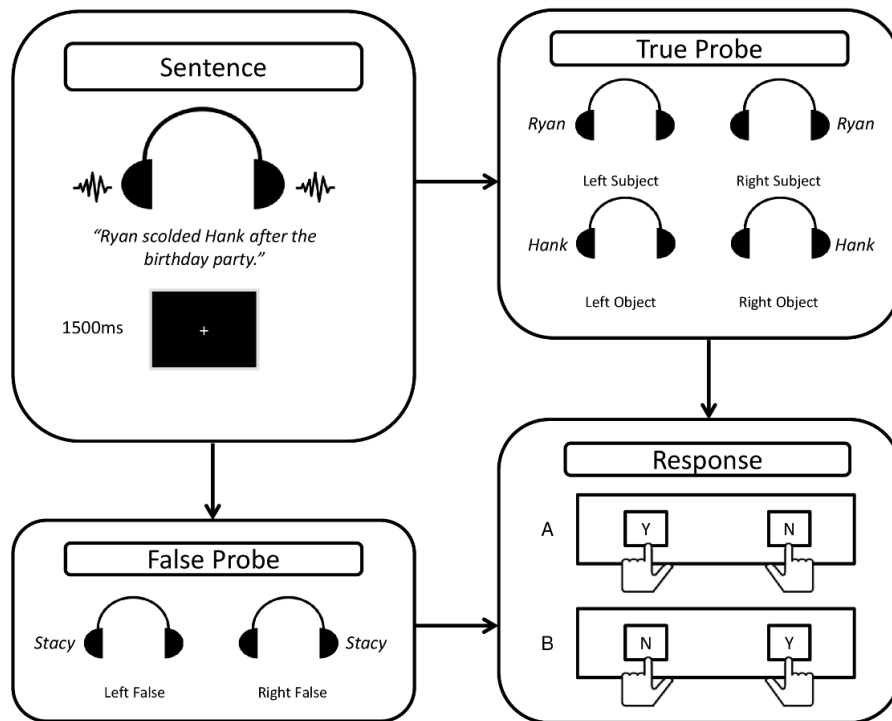 Sentence
"Ryan scolded Hank after the
birthday party."
1500ms
+
True Probe
Ryan
Ryan
Left Subject
Right Subject
Hank
Hank
Left Object
Right Object
False Probe
Stacy
Stacy
Left False
Right False
Response
A
Y
N
B
N
Y